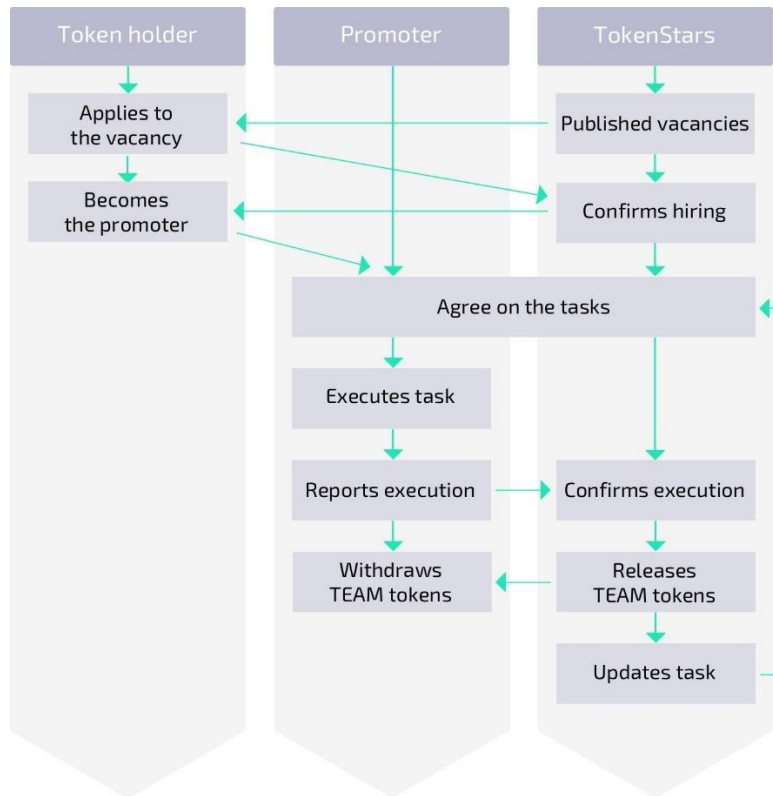 Token holder
Promoter
TokenStars
Applies to
the vacancy
Published vacancies
Becomes
the promoter
Confirms hiring
Agree on the tasks
Executes task
Reports execution
Confirms execution
Withdraws
TEAM tokens
Releases
TEAM tokens
Updates task